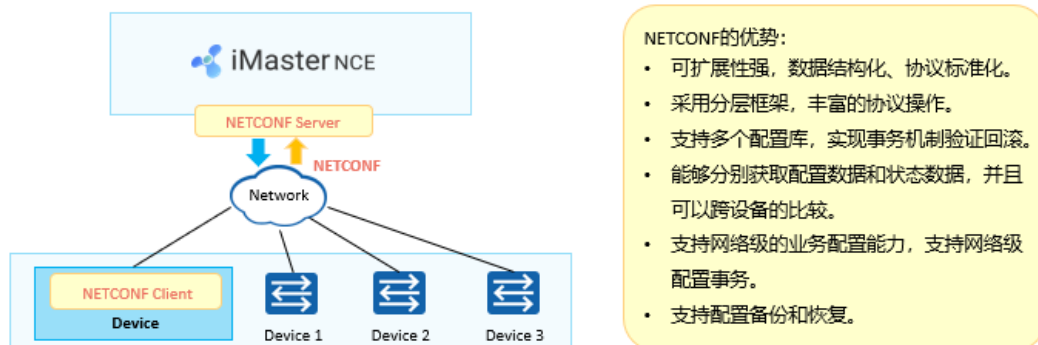 iMaster NCE
NETCONF Server
NETCONF
Network
NETCONF Client
Device
Device 1
Device 2
Device 3
NETCONF的优势：
• 可扩展性强，数据结构化、协议标准化。
• 采用分层框架，丰富的协议操作。
• 支持多个配置库，实现事务机制验证回滚。
• 能够分别获取配置数据和状态数据，并且
可以跨设备的比较。
• 支持网络级的业务配置能力，支持网络级
配置事务。
• 支持配置备份和恢复。